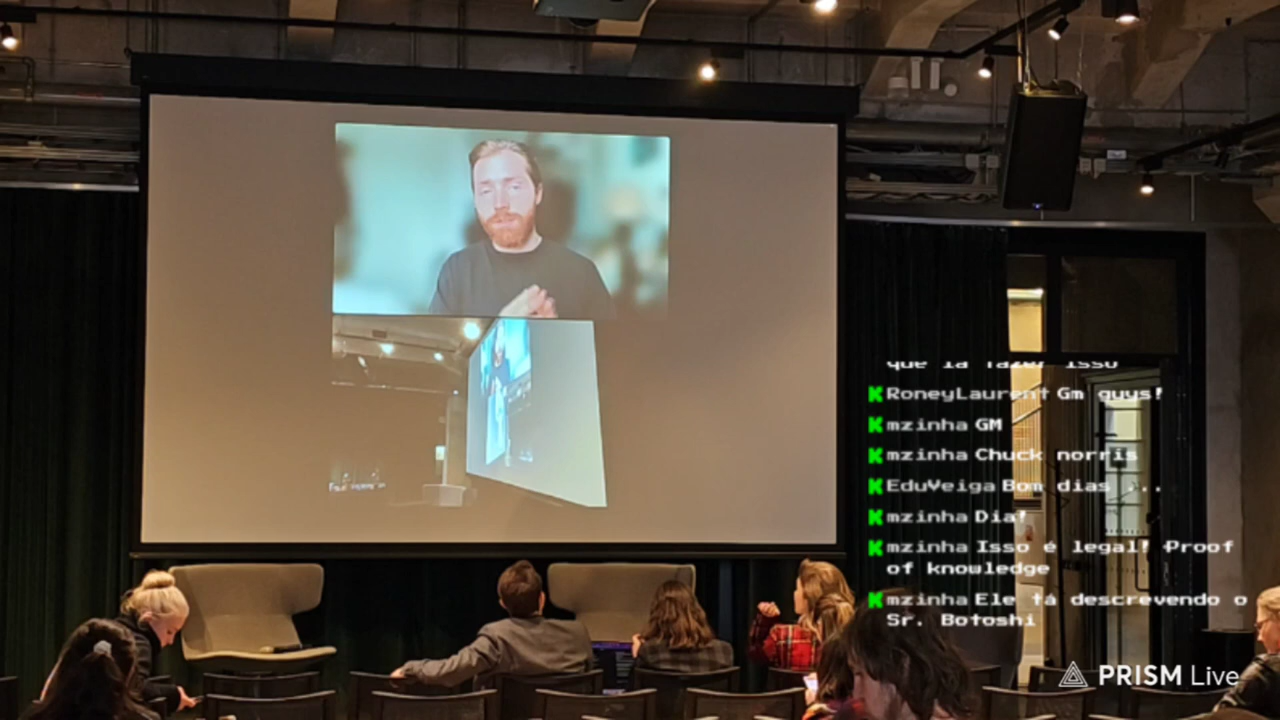 RoneyLaurent Gm guys!
mzinha GM
mzinha Chuck norris
EduVeiga Bom dias ...
mzinha Dia!
mzinha Isso é legal! Proof
of knowledge
mzinha Ele tá descrevendo o
Sr. Botoshi
PRISM Live